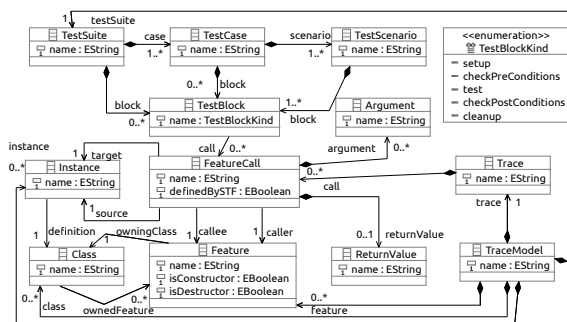 1 testSuite
TestSuite
name : EString
case
1..*
TestCase
name : EString
scenario
1..*
TestScenario
name : EString
<<enumeration>>
TestBlockKind
setup
checkPreConditions
test
checkPostConditions
cleanup
block
0..*
0..*
block
1..*
block
TestBlock
name : TestBlockKind
Argument
name : EString
call
0..*
argument
0..*
instance
0..*
Instance
name : EString
1
target
1
source
FeatureCall
name : EString
definedBySTF : EBoolean
0..*
call
Trace
name : EString
trace
1
1
definition
owningClass
1
callee
1
caller
1
0..1
returnValue
Class
name : EString
Feature
name : EString
isConstructor : EBoolean
isDestructor : EBoolean
ReturnValue
name : EString
TraceModel
name : EString
0..*
class
ownedFeature
0..*
0..*
feature